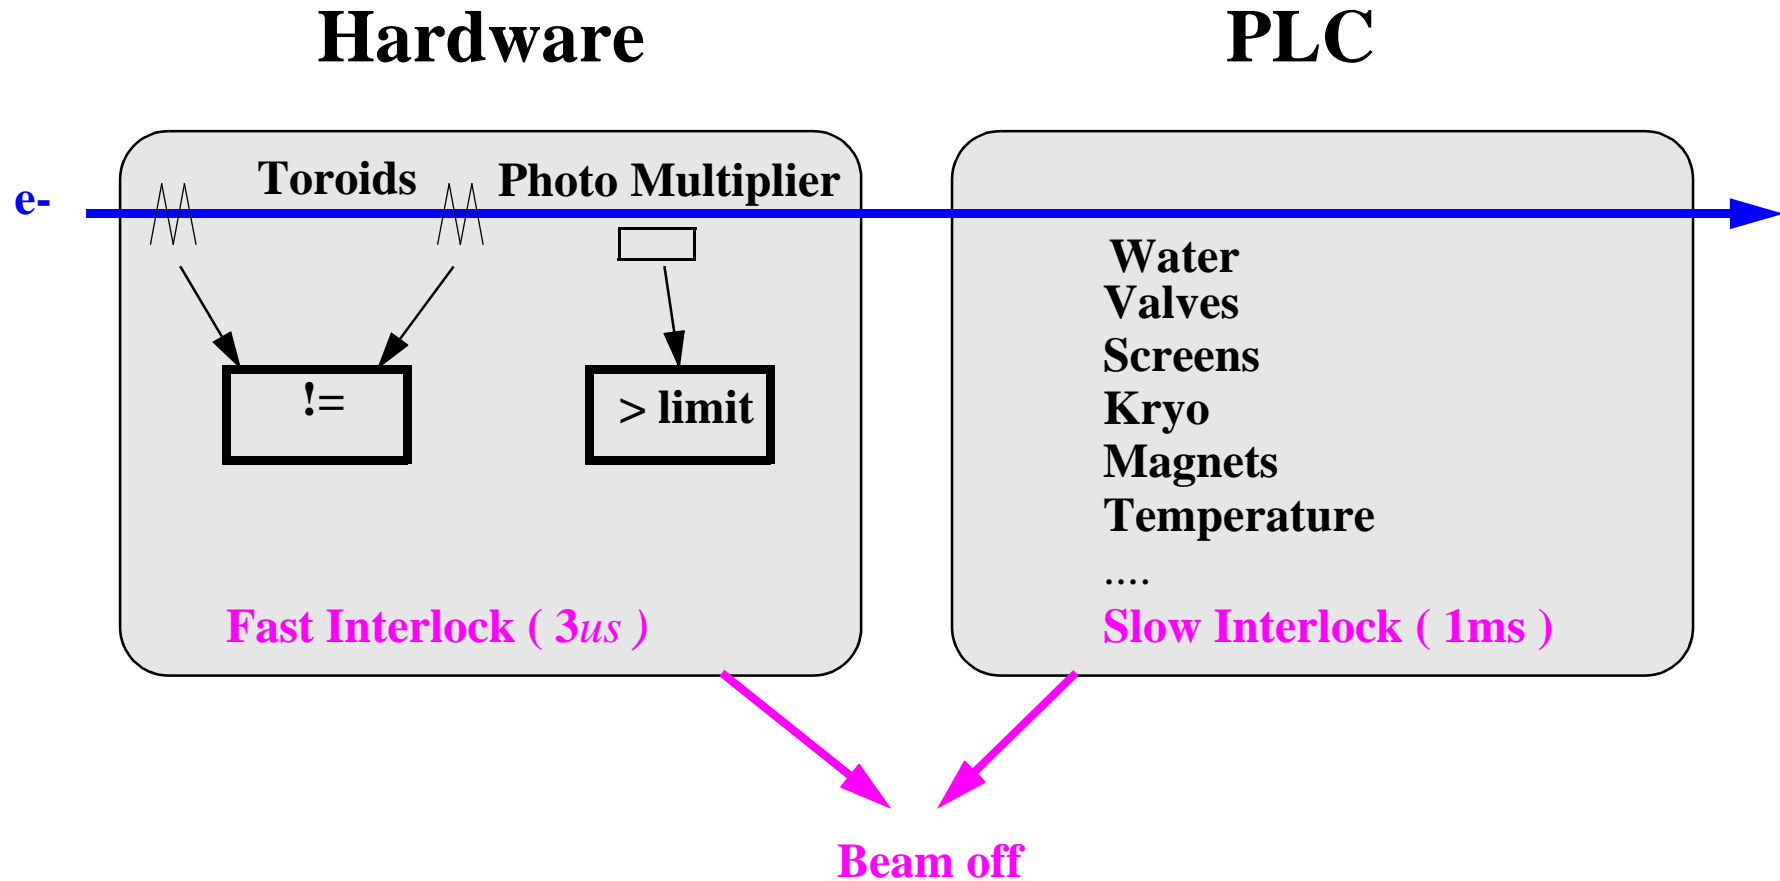 Hardware
PLC
Toroids
Photo Multiplier
e-
!=
> limit
Fast Interlock ( 3us )
Water
Valves
Screens
Kryo
Magnets
Temperature
....
Slow Interlock ( 1ms )
Beam off